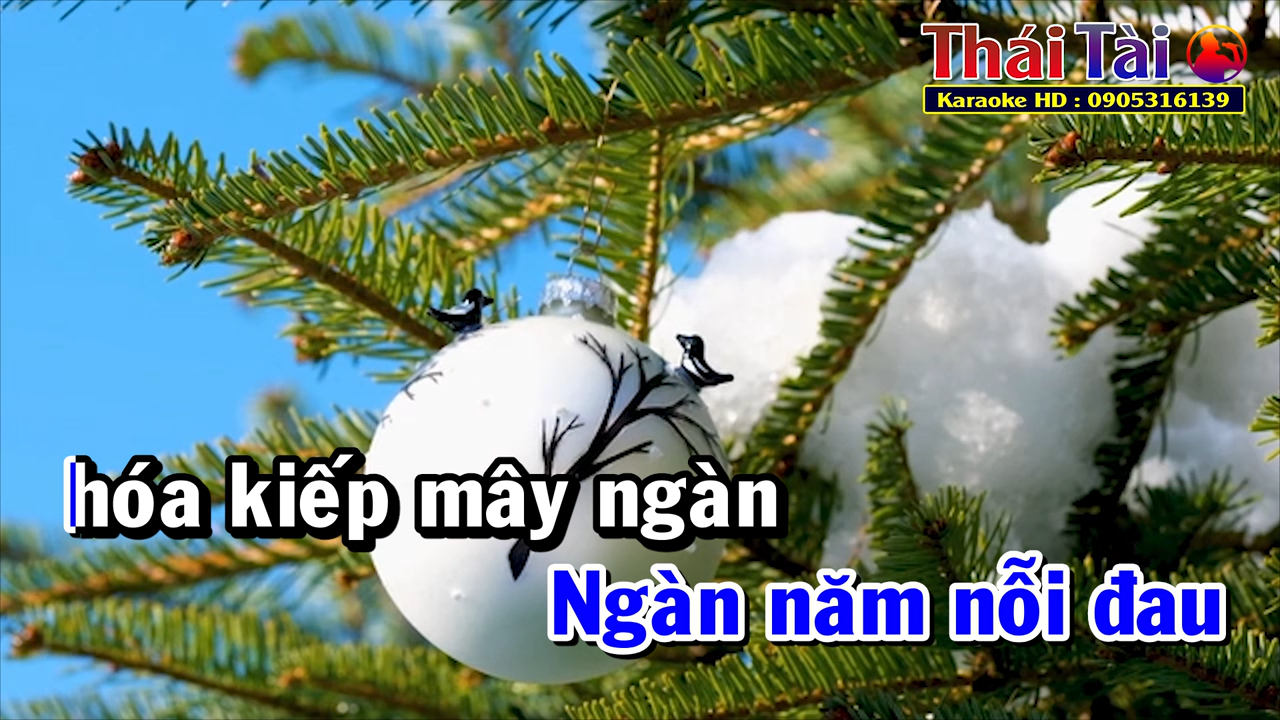 Thái Tài
Karaoke HD : 0905316139
hóa kiếp mây ngàn
Ngàn năm nỗi đau